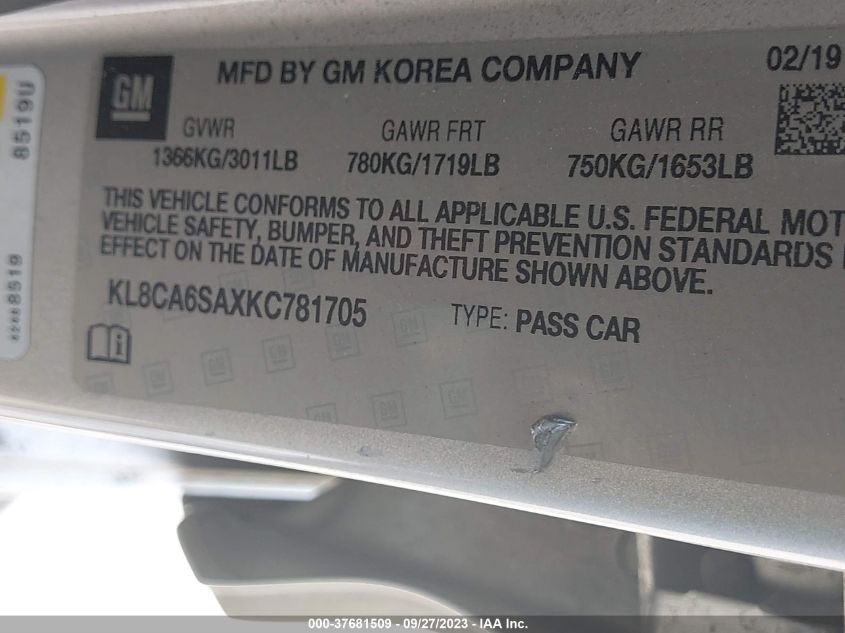 GM
MFD BY GM KOREA COMPANY
02/19
GVWR
GAWR FRT
GAWR RR
1366KG/3011LB
780KG/1719LB
750KG/1653LB
THIS VEHICLE CONFORMS TO ALL APPLICABLE U.S. FEDERAL MOT
VEHICLE SAFETY, BUMPER, AND THEFT PREVENTION STANDARDS
EFFECT ON THE DATE OF MANUFACTURE SHOWN ABOVE.
KL8CA6SAXKC781705
TYPE: PASS CAR
8519U
000-37681509 - 09/27/2023 - IAA Inc.